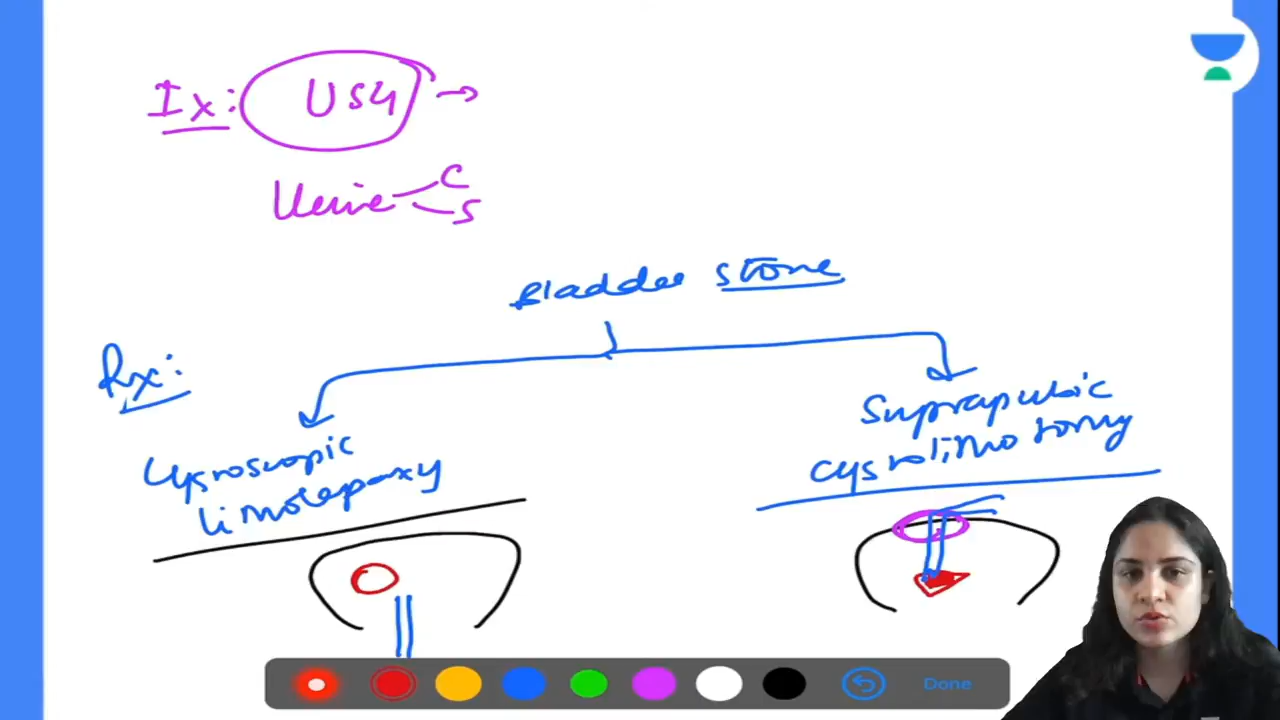 Ix: USG →
Urine C
S
Bladder stone
Rx:
Cystoscopic
litholapaxy
Suprapubic
cystolithotomy
Done